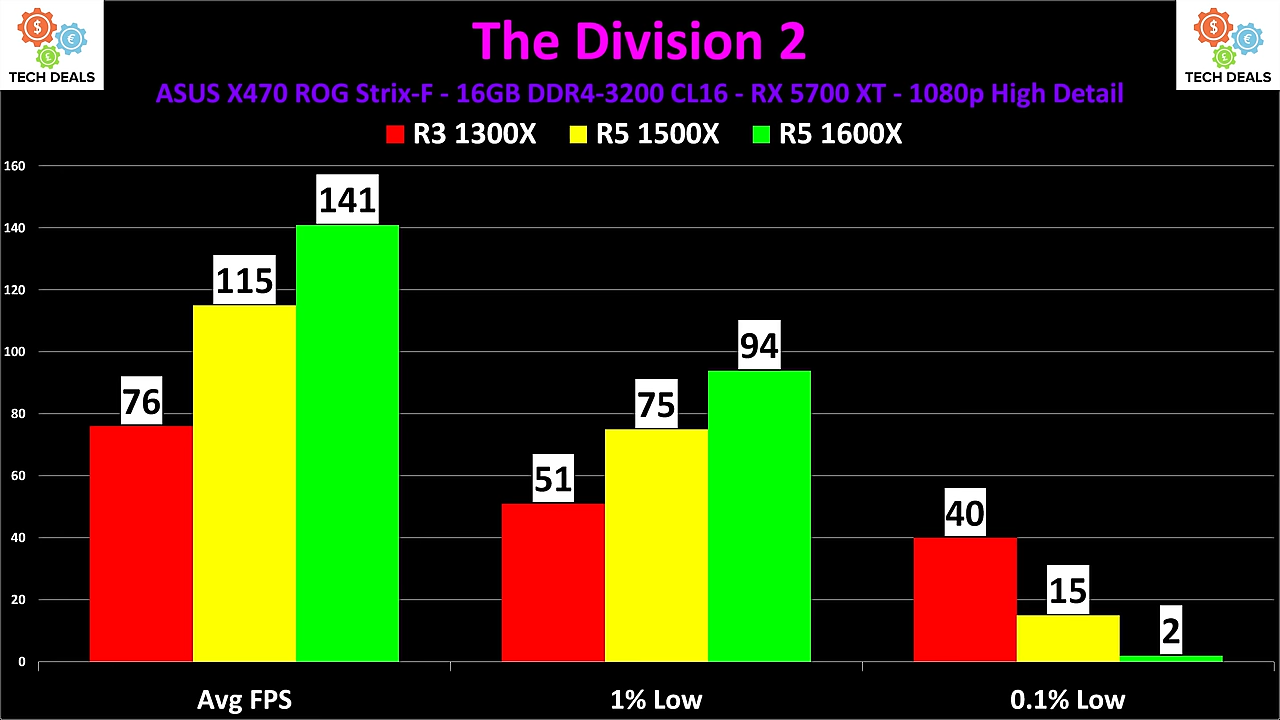 The Division 2
TECH DEALS
TECH DEALS
ASUS X470 ROG Strix-F - 16GB DDR4-3200 CL16 - RX 5700 XT - 1080p High Detail
R3 1300X R5 1500X R5 1600X
160
140
120
100
80
60
40
20
0
76
115
141
51
75
94
40
15
2
Avg FPS
1% Low
0.1% Low